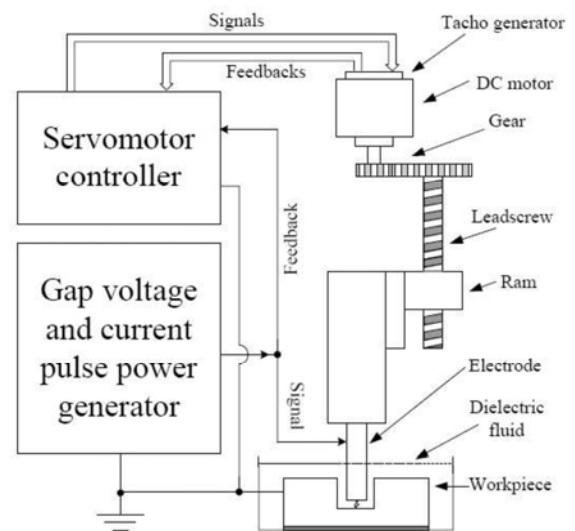 Signals
Tacho generator
Feedbacks
DC motor
Gear
Servomotor
controller
Feedback
Leadscrew
Gap voltage
and current
pulse power
generator
Ram
Signal
Electrode
Dielectric
fluid
Workpiece